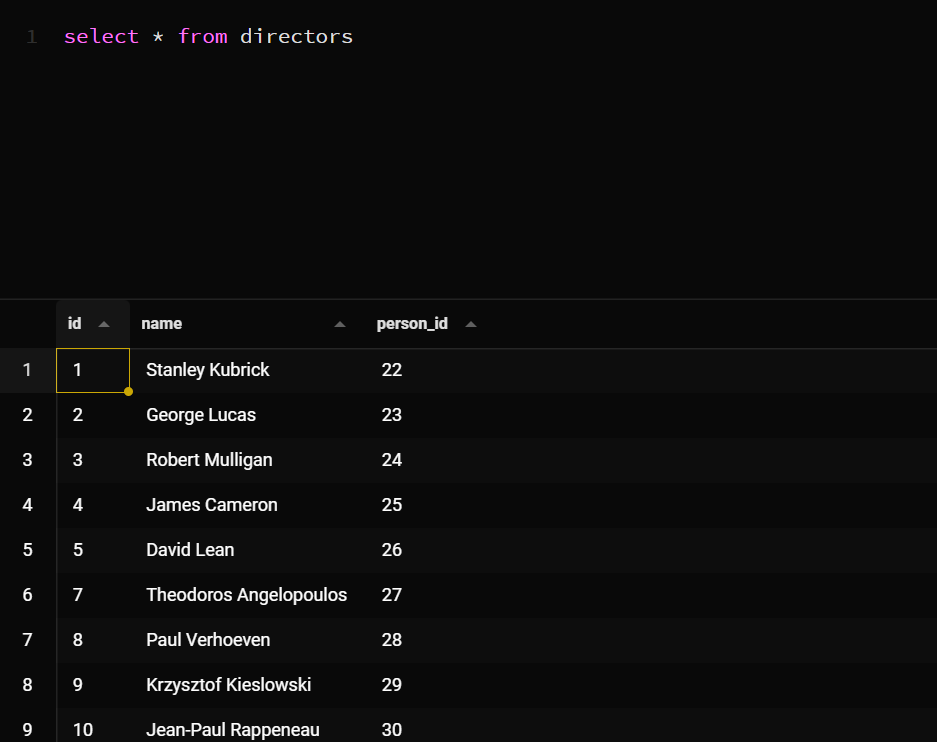 1 select * from directors
id name person_id
1 1 Stanley Kubrick 22
2 2 George Lucas 23
3 3 Robert Mulligan 24
4 4 James Cameron 25
5 5 David Lean 26
6 7 Theodoros Angelopoulos 27
7 8 Paul Verhoeven 28
8 9 Krzysztof Kieslowski 29
9 10 Jean-Paul Rappeneau 30